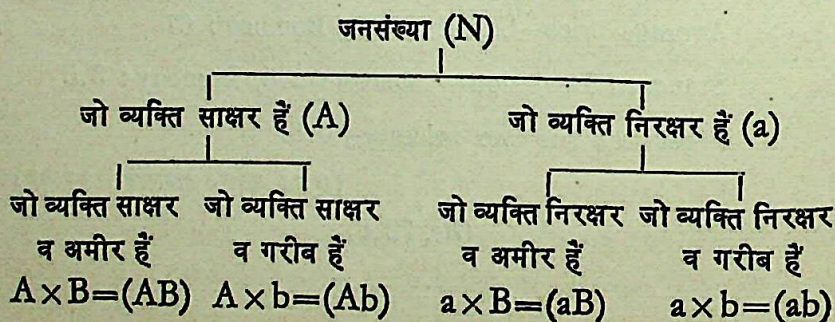 जनसंख्या (N)
जो व्यक्ति साक्षर हैं (A) जो व्यक्ति निरक्षर हैं (a)
जो व्यक्ति साक्षर जो व्यक्ति साक्षर जो व्यक्ति निरक्षर जो व्यक्ति निरक्षर
व अमीर हैं व गरीब हैं व अमीर हैं व गरीब हैं
A×B=(AB) A×b=(Ab) a×B=(aB) a×b=(ab)